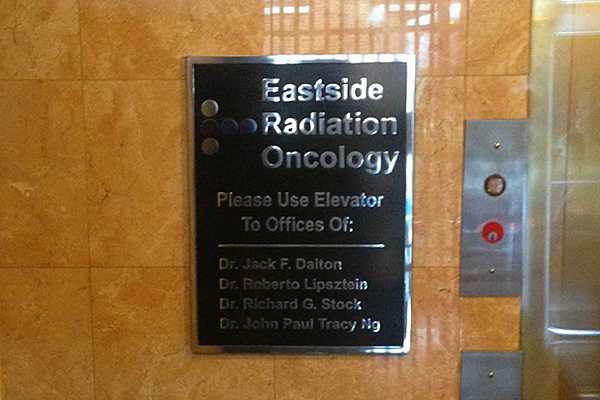 Eastside
Radiation
Oncology
Please Use Elevator
To Offices Of:
Dr. Jack F. Dalton
Dr. Roberto Lipsztein
Dr. Richard G. Stock
Dr. John Paul Tracy Ng